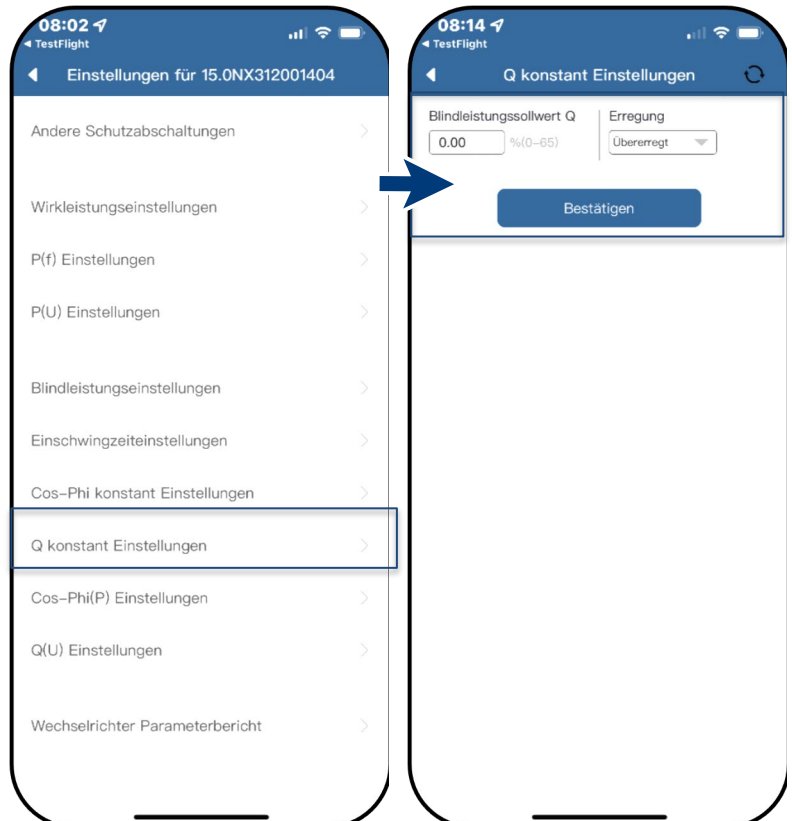 08:02
◀ TestFlight
Einstellungen für 15.0NX312001404
Andere Schutzabschaltungen
Wirkleistungseinstellungen
P(f) Einstellungen
P(U) Einstellungen
Blindleistungseinstellungen
Einschwingzeiteinstellungen
Cos-Phi konstant Einstellungen
Q konstant Einstellungen
Cos-Phi(P) Einstellungen
Q(U) Einstellungen
Wechselrichter Parameterbericht
08:14
◀ TestFlight
Q konstant Einstellungen
Blindleistungssollwert Q
0.00 %(0-65)
Erregung
Übererregt
Bestätigen